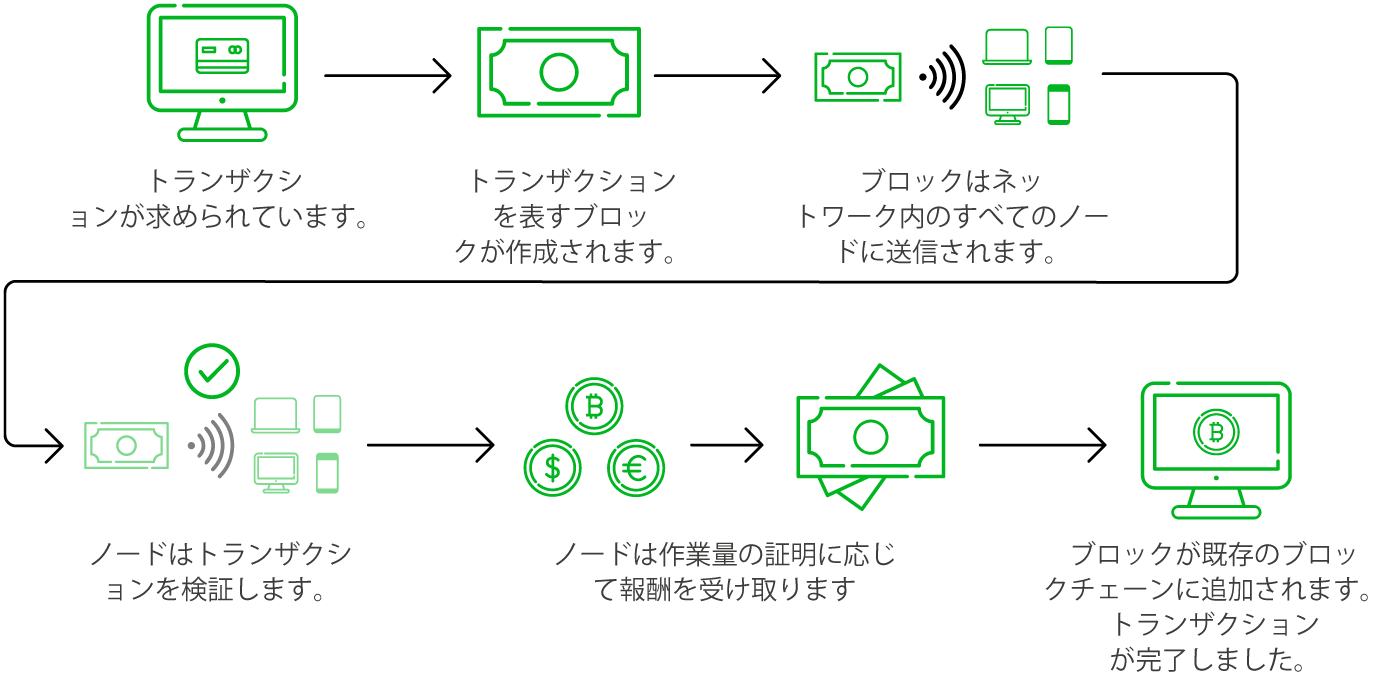 トランザクシ
ョンが求められています。
トランザクション
を表すブロッ
クが作成されます。
ブロックはネッ
トワーク内のすべてのノー
ドに送信されます。
ノードはトランザクシ
ョンを検証します。
ノードは作業量の証明に応じ
て報酬を受け取ります
ブロックが既存のブロッ
クチェーンに追加されます。
トランザクション
が完了しました。